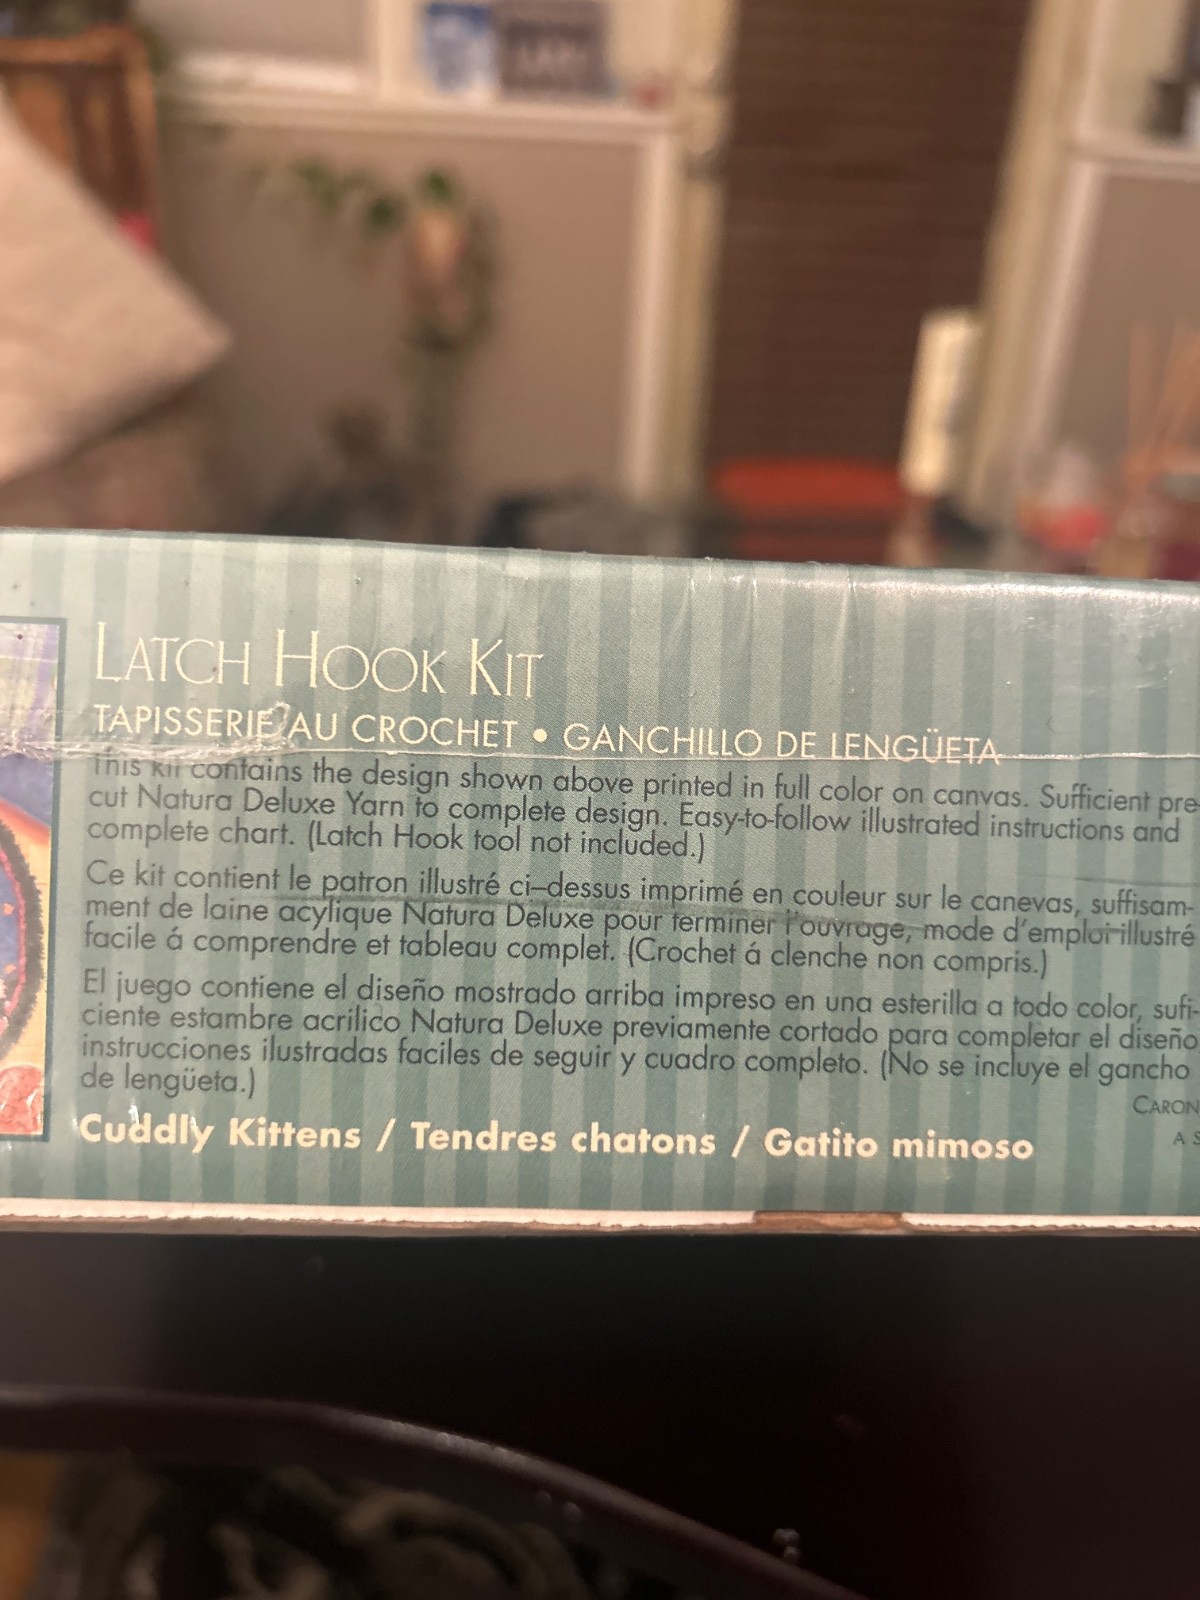 LATCH HOOK KIT
TAPISSERIE AU CROCHET • GANCHILLO DE LENGÜETA
This kit contains the design shown above printed in full color on canvas. Sufficient pre-
cut Natura Deluxe Yarn to complete design. Easy-to-follow illustrated instructions and
complete chart. (Latch Hook tool not included.)
Ce kit contient le patron illustré ci–dessus imprimé en couleur sur le canevas, suffisam-
ment de laine acylique Natura Deluxe pour terminer l'ouvrage, mode d'emploi illustré
facile á comprendre et tableau complet. (Crochet á clenche non compris.)
El juego contiene el diseño mostrado arriba impreso en una esterilla a todo color, sufi-
ciente estambre acrilico Natura Deluxe previamente cortado para completar el diseño
instrucciones ilustradas faciles de seguir y cuadro completo. (No se incluye el gancho
de lengüeta.)
CARON
A S
Cuddly Kittens / Tendres chatons / Gatito mimoso